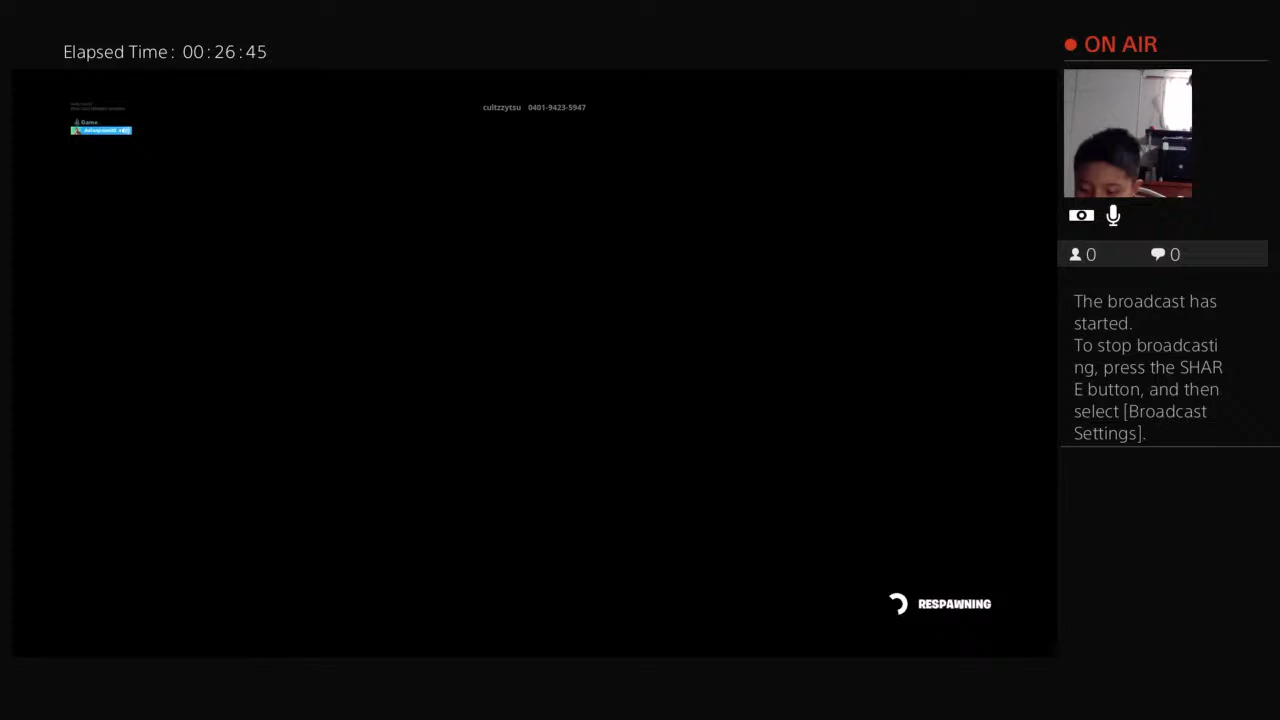 Elapsed Time: 00:26:45
ON AIR
cultzzytsu 0401-9423-5947
Game
0
0
The broadcast has
started.
To stop broadcasti
ng, press the SHAR
E button, and then
select [Broadcast
Settings].
RESPAWNING